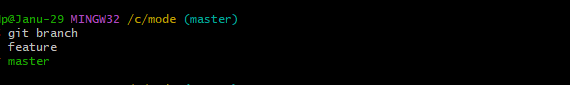 p@Janu-29 MINGW32 /c/mode (master)
git branch
feature
master